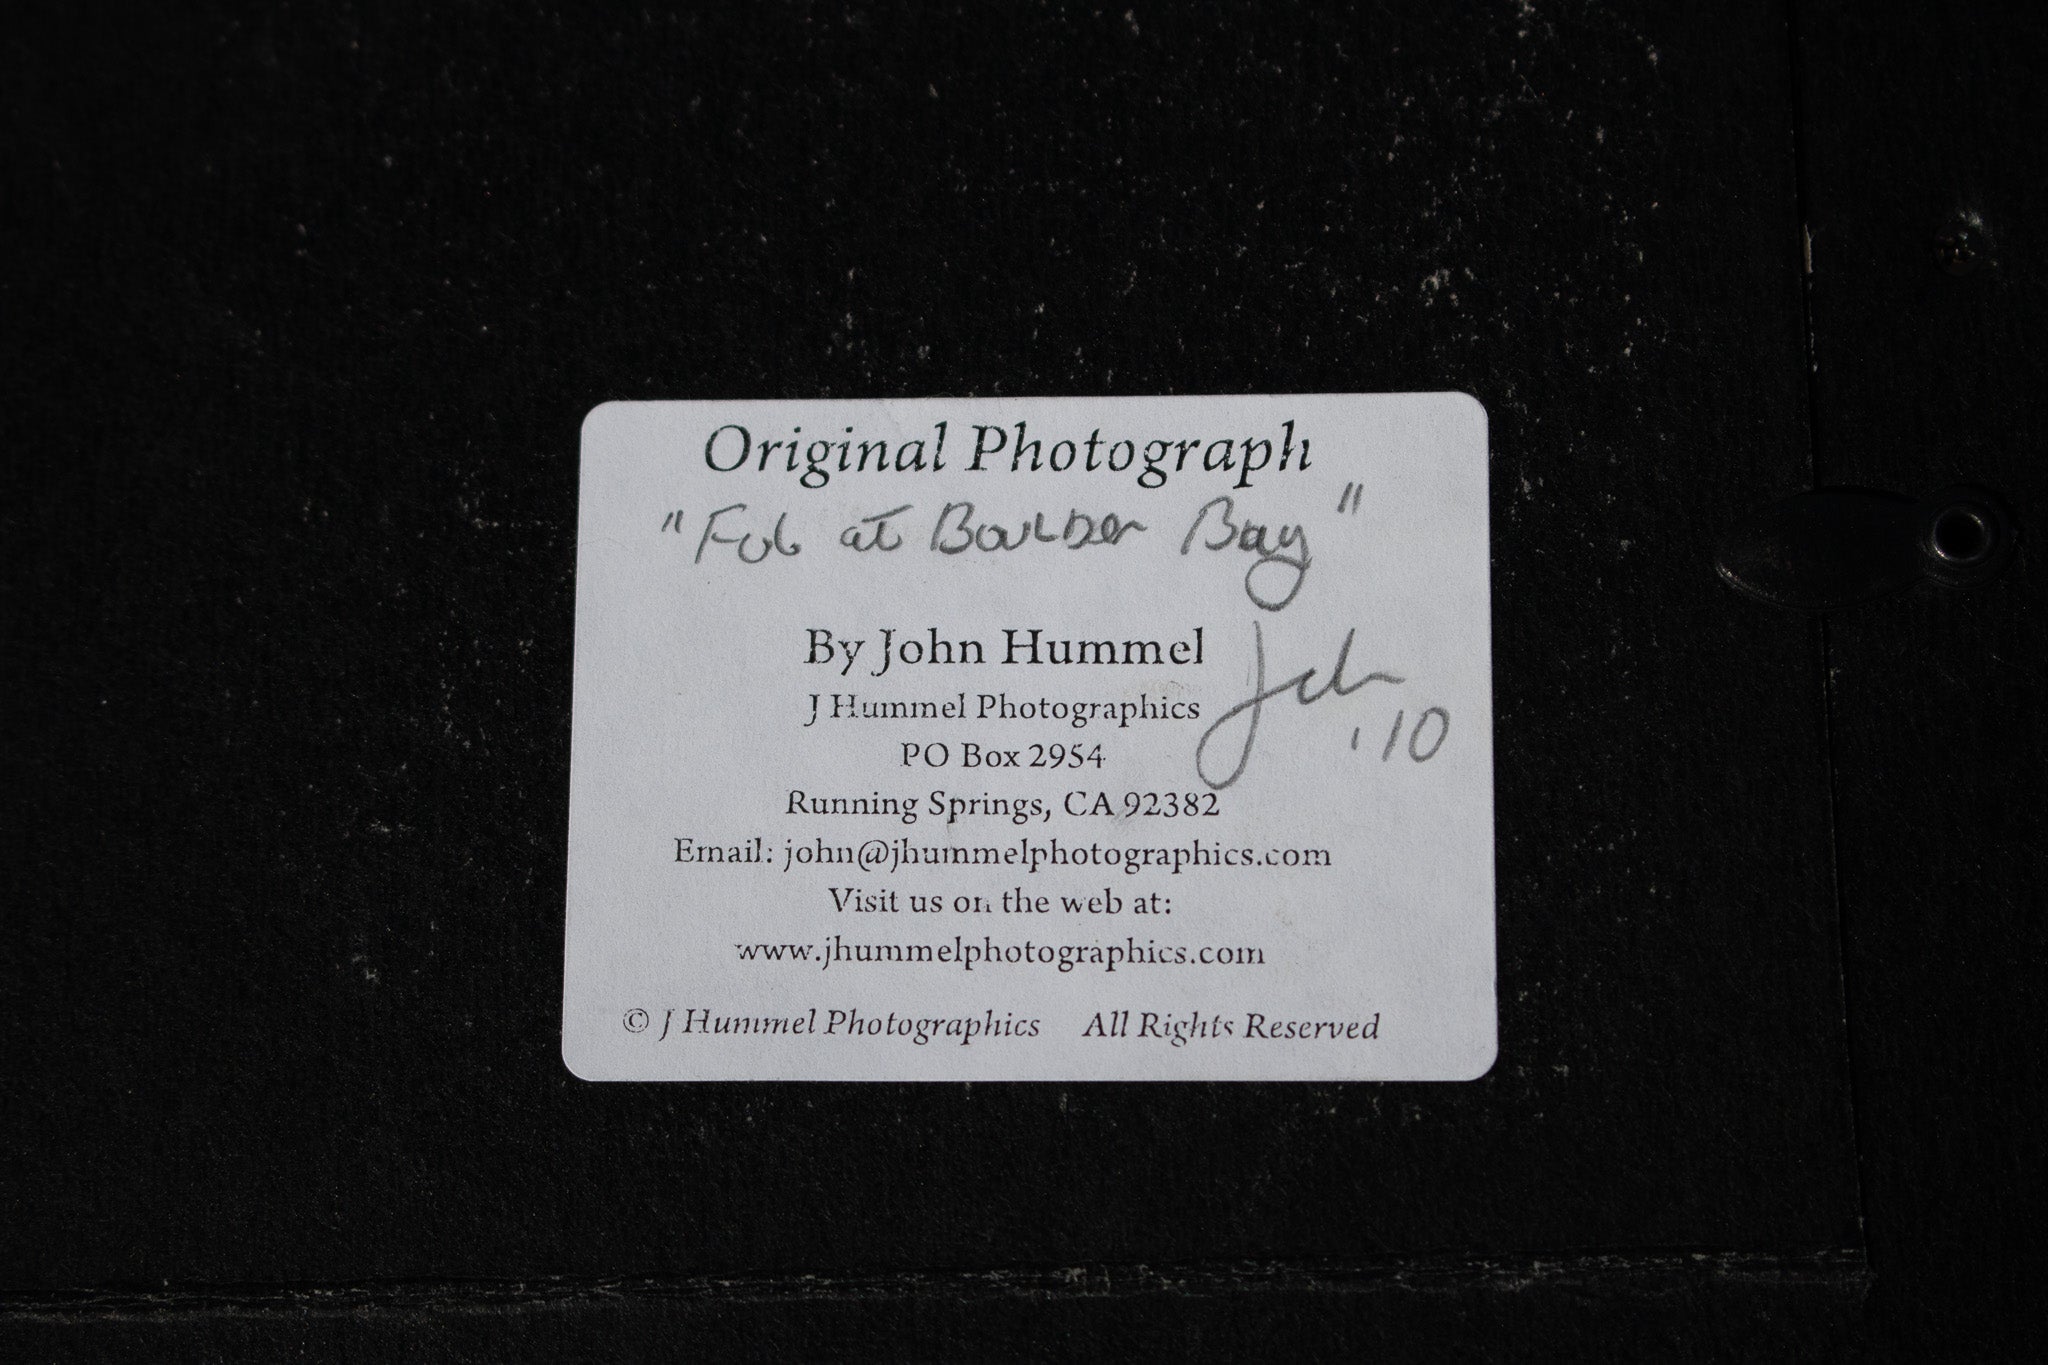 Original Photograph
"Fog at Boulder Bay"
By John Hummel
John
J Hummel Photographics
'10
PO Box 2954
Running Springs, CA 92382
Email: john@jhummelphotographics.com
Visit us on the web at:
www.jhummelphotographics.com
© J Hummel Photographics All Rights Reserved